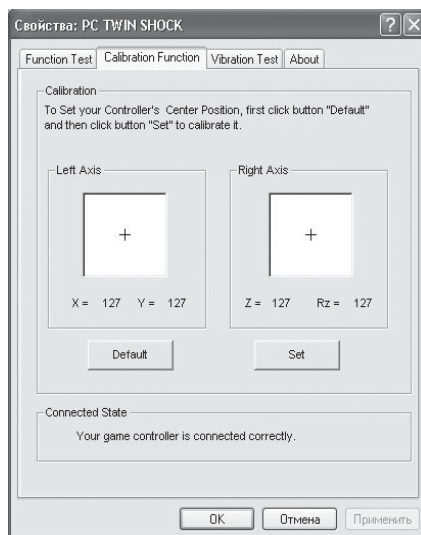 Свойства: PC TWIN SHOCK
Function Test Calibration Function Vibration Test About
Calibration
To Set your Controller's Center Position, first click button "Default"
and then click button "Set" to calibrate it.
Left Axis Right Axis
X = 127 Y = 127 Z = 127 Rz = 127
Default Set
Connected State
Your game controller is connected correctly.
OK Отмена Применить